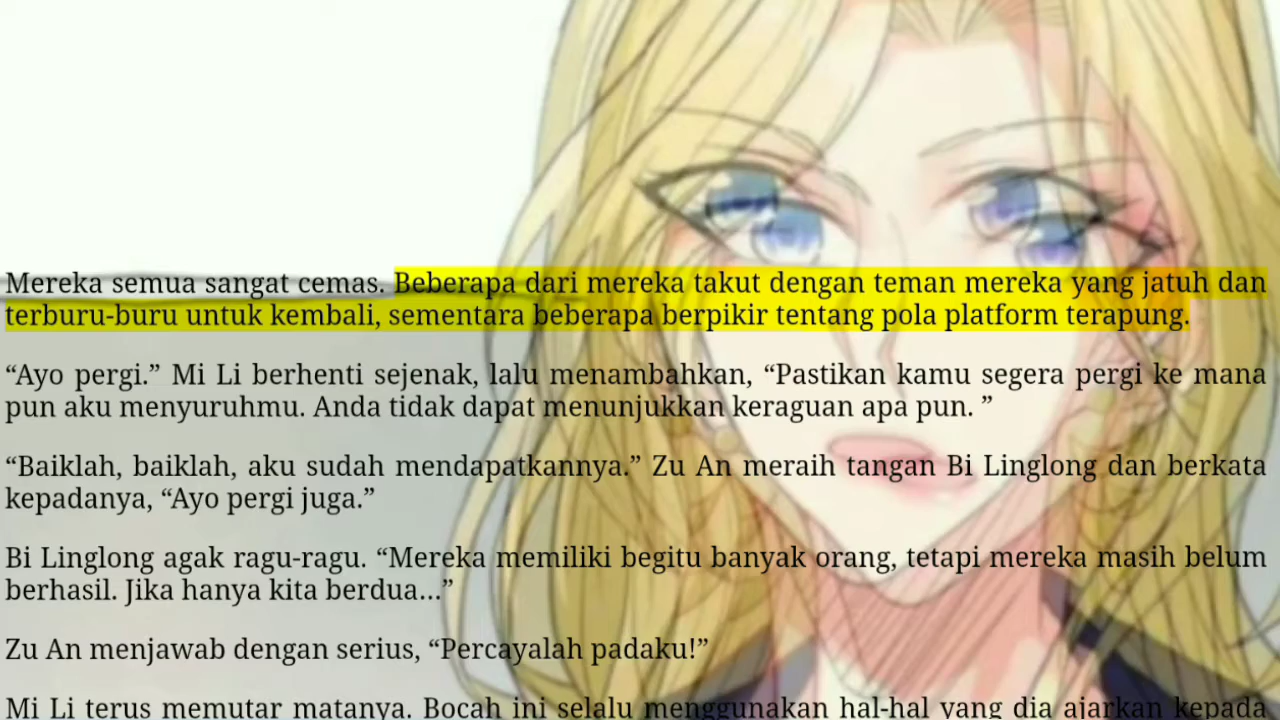 Mereka semua sangat cemas. Beberapa dari mereka takut dengan teman mereka yang jatuh dan
terburu-buru untuk kembali, sementara beberapa berpikir tentang pola platform terapung.
“Ayo pergi.” Mi Li berhenti sejenak, lalu menambahkan, “Pastikan kamu segera pergi ke mana
pun aku menyuruhmu. Anda tidak dapat menunjukkan keraguan apa pun. ”
“Baiklah, baiklah, aku sudah mendapatkannya.” Zu An meraih tangan Bi Linglong dan berkata
kepadanya, “Ayo pergi juga.”
Bi Linglong agak ragu-ragu. “Mereka memiliki begitu banyak orang, tetapi mereka masih belum
berhasil. Jika hanya kita berdua…”
Zu An menjawab dengan serius, “Percayalah padaku!”
Mi Li terus memutar matanya. Bocah ini selalu menggunakan hal-hal yang dia ajarkan kepada